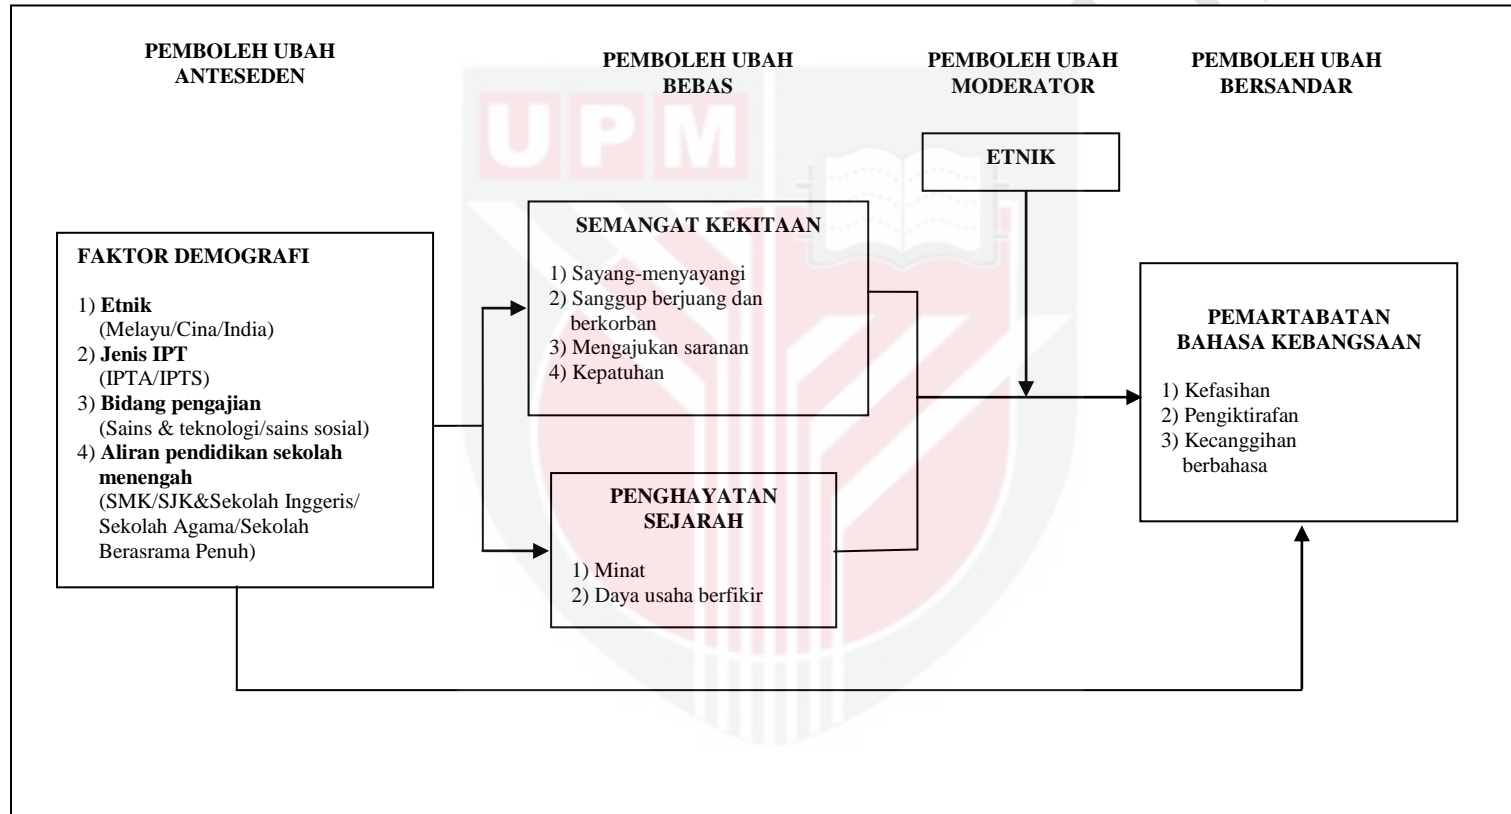 PEMBOLEH UBAH
ANTESEDEN
PEMBOLEH UBAH
BEBAS
PEMBOLEH UBAH
MODERATOR
PEMBOLEH UBAH
BERSANDAR
UPM
ETNIK
FAKTOR DEMOGRAFI
1) Etnik
(Melayu/Cina/India)
2) Jenis IPT
(IPTA/IPTS)
3) Bidang pengajian
(Sains & teknologi/sains sosial)
4) Aliran pendidikan sekolah
menengah
(SMK/SJK&Sekolah Inggeris/
Sekolah Agama/Sekolah
Berasrama Penuh)
SEMANGAT KEKITAAN
1) Sayang-menyayangi
2) Sanggup berjuang dan
berkorban
3) Mengajukan saranan
4) Kepatuhan
PENGHAYATAN
SEJARAH
1) Minat
2) Daya usaha berfikir
PEMARTABATAN
BAHASA KEBANGSAAN
1) Kefasihan
2) Pengiktirafan
3) Kecanggihan
berbahasa